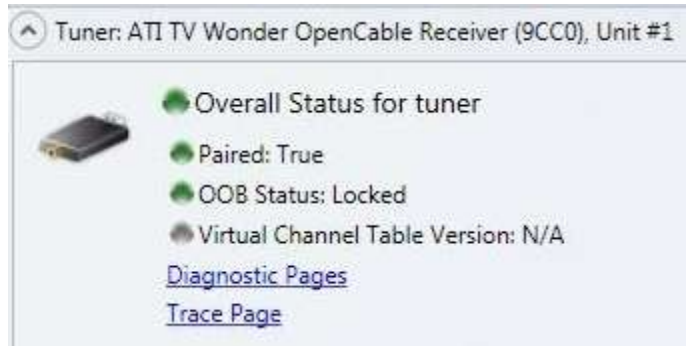 Tuner: ATI TV Wonder OpenCable Receiver (9CC0), Unit #1
Overall Status for tuner
Paired: True
OOB Status: Locked
Virtual Channel Table Version: N/A
Diagnostic Pages
Trace Page